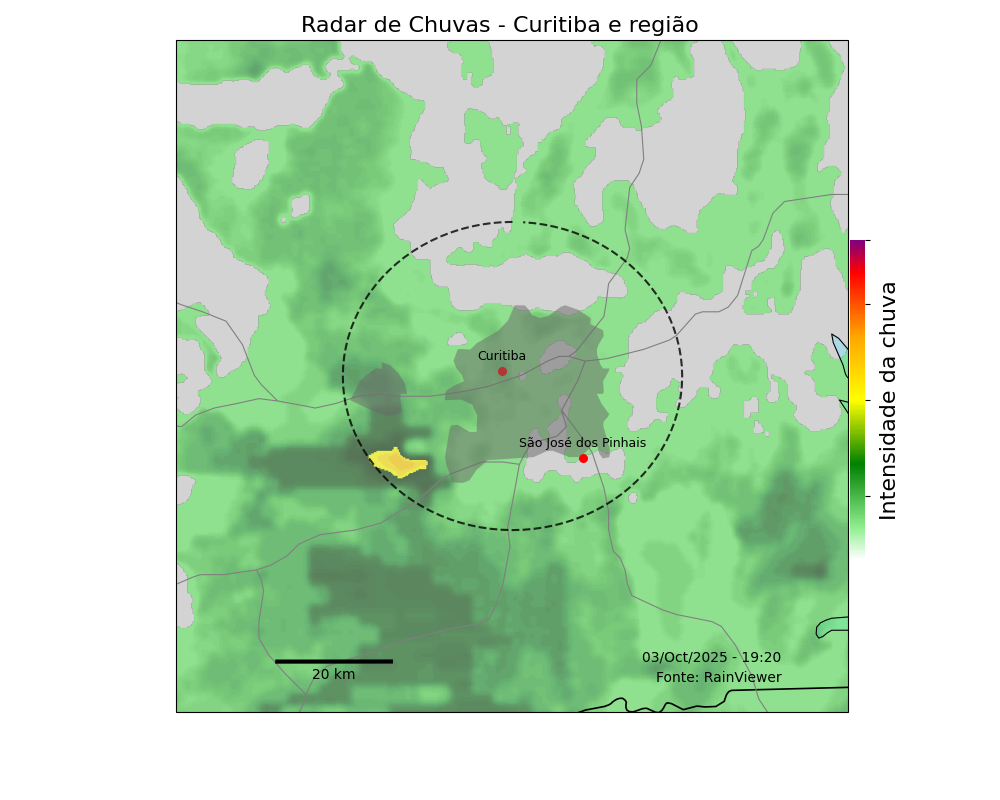 Radar de Chuvas - Curitiba e região
Curitiba
São José dos Pinhais
Intensidade da chuva
20 km
03/Oct/2025 - 19:20
Fonte: RainViewer